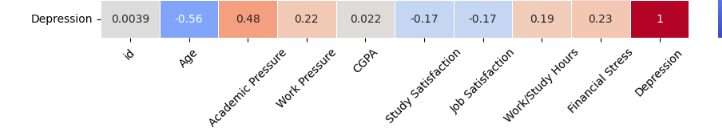 Depression
0.0039 -0.56 0.48 0.22 0.022 -0.17 -0.17 0.19 0.23 1
id
Age
Academic Pressure
Work Pressure
CGPA
Study Satisfaction
Job Satisfaction
Work/Study Hours
Financial Stress
Depression